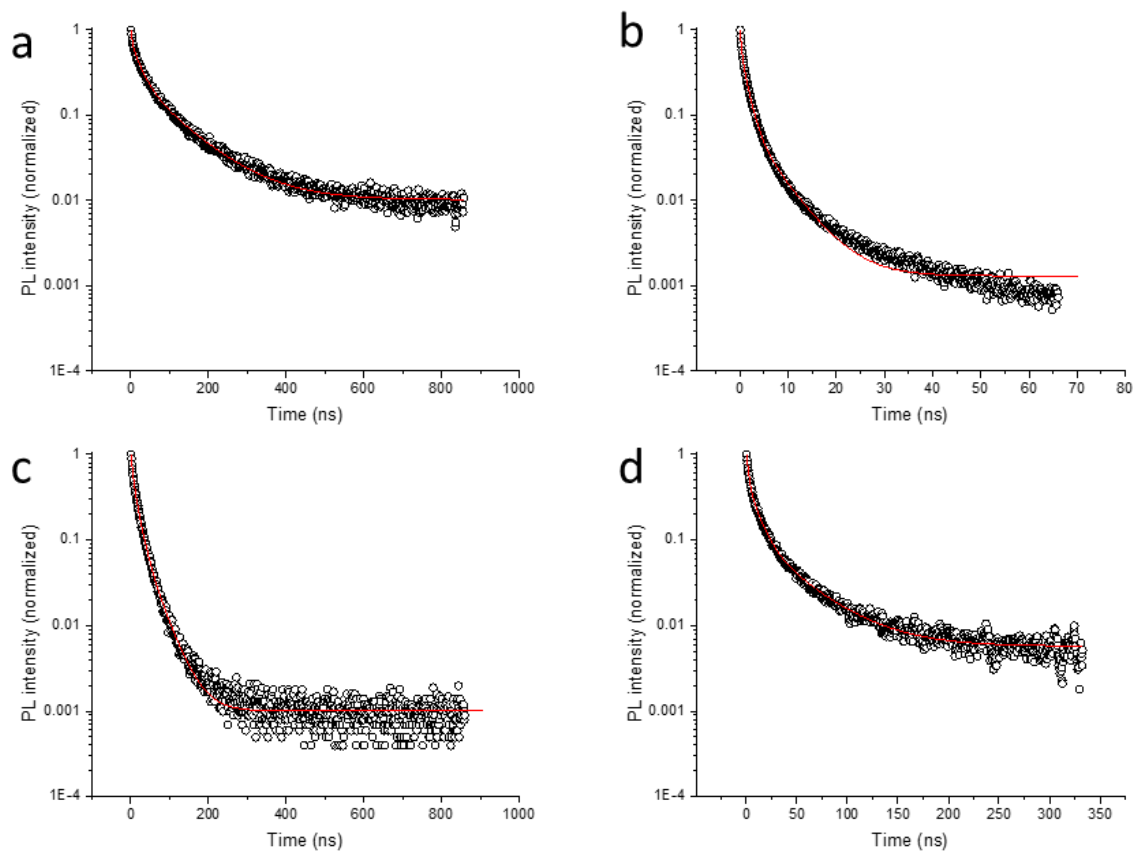 a
1
0.1
0.01
0.001
1E-4
PL intensity (normalized)
0 200 400 600 800 1000
Time (ns)
b
1
0.1
0.01
0.001
1E-4
PL intensity (normalized)
0 10 20 30 40 50 60 70 80
Time (ns)
c
1
0.1
0.01
0.001
1E-4
PL intensity (normalized)
0 200 400 600 800 1000
Time (ns)
d
1
0.1
0.01
0.001
1E-4
PL intensity (normalized)
0 50 100 150 200 250 300 350
Time (ns)